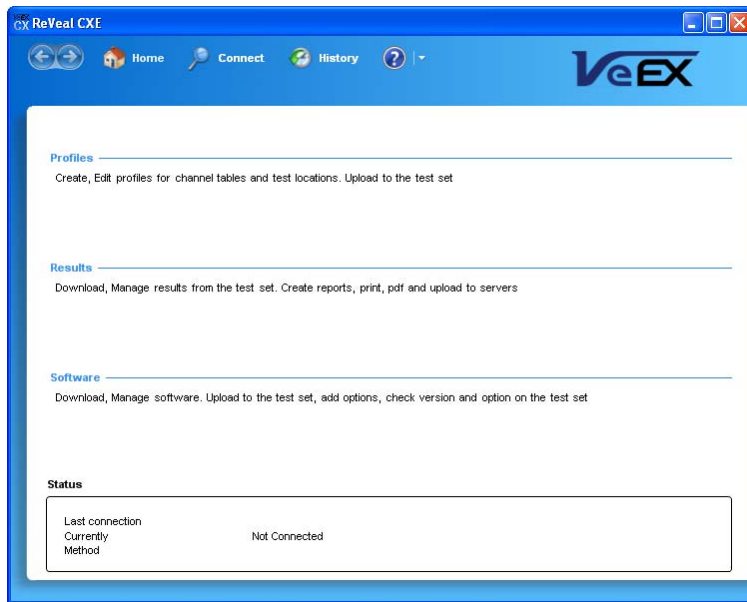 ReVeal CXE
Home Connect History
VeEX
Profiles
Create, Edit profiles for channel tables and test locations. Upload to the test set
Results
Download, Manage results from the test set. Create reports, print, pdf and upload to servers
Software
Download, Manage software. Upload to the test set, add options, check version and option on the test set
Status
Last connection
Currently Not Connected
Method